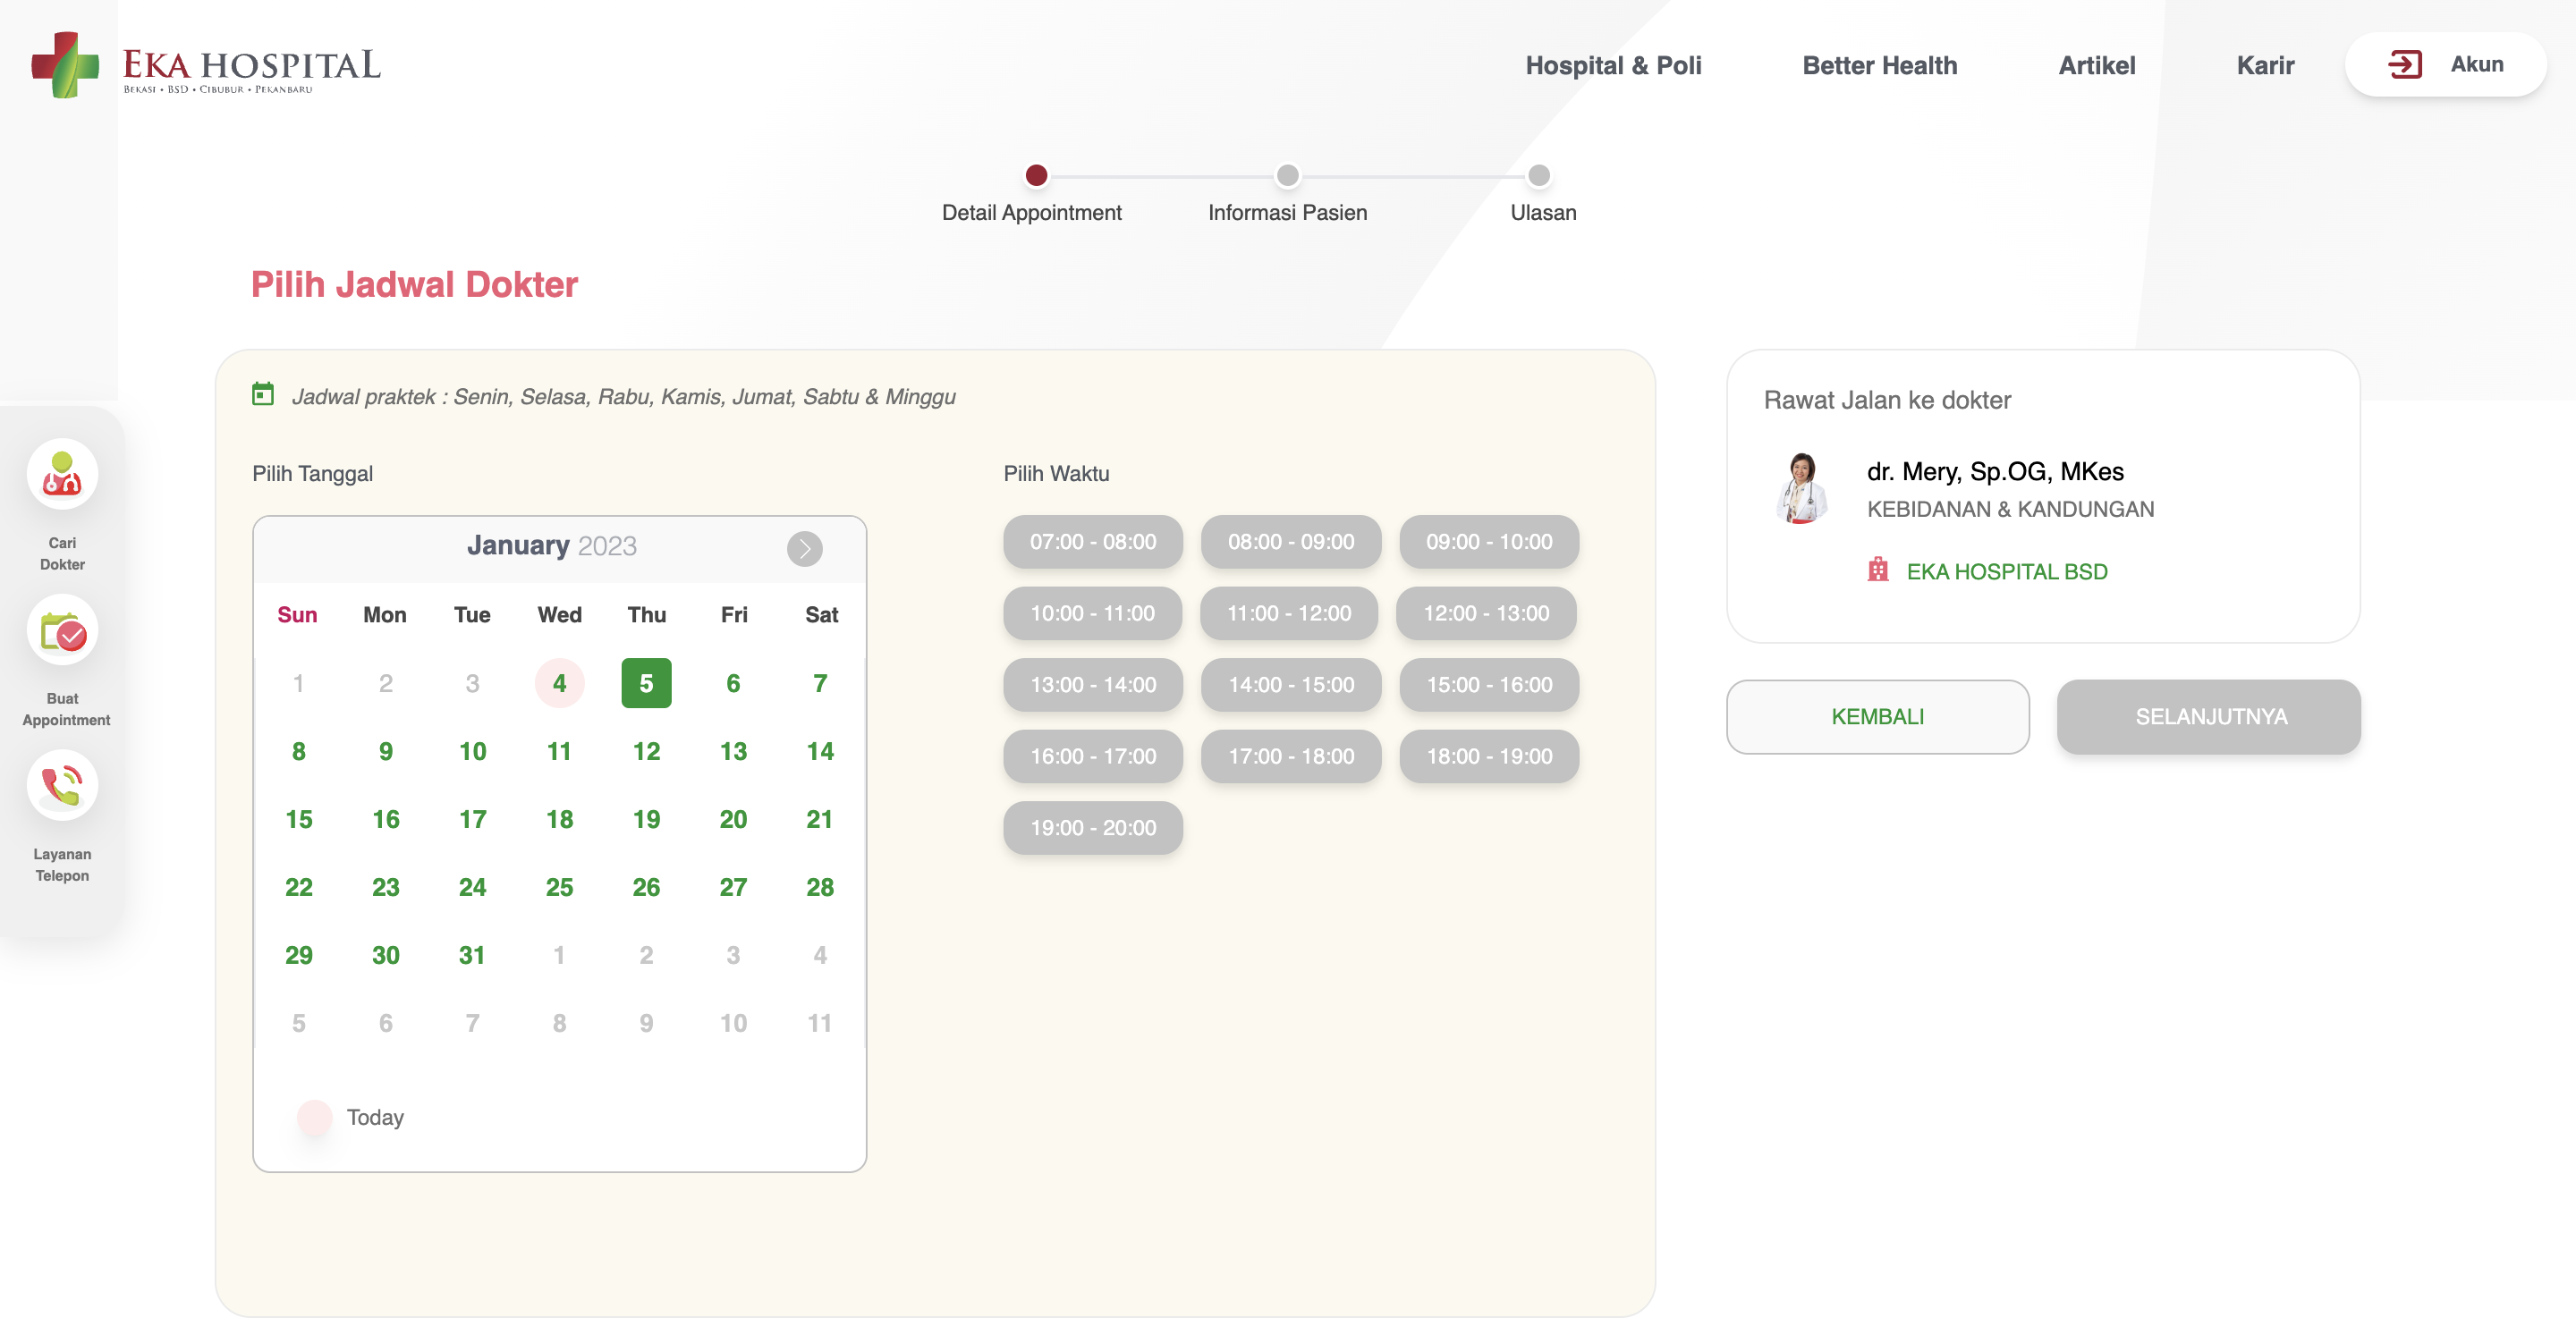 EKA HOSPITAL
BEKASI • BSD • CIBUBUR • PEKANBARU
Hospital & Poli
Better Health
Artikel
Karir
Akun
Detail Appointment
Informasi Pasien
Ulasan
Pilih Jadwal Dokter
Cari
Dokter
Buat
Appointment
Layanan
Telepon
Jadwal praktek : Senin, Selasa, Rabu, Kamis, Jumat, Sabtu & Minggu
Pilih Tanggal
January 2023
Sun Mon Tue Wed Thu Fri Sat
1 2 3 4 5 6 7
8 9 10 11 12 13 14
15 16 17 18 19 20 21
22 23 24 25 26 27 28
29 30 31 1 2 3 4
5 6 7 8 9 10 11
Today
Pilih Waktu
07:00 - 08:00 08:00 - 09:00 09:00 - 10:00
10:00 - 11:00 11:00 - 12:00 12:00 - 13:00
13:00 - 14:00 14:00 - 15:00 15:00 - 16:00
16:00 - 17:00 17:00 - 18:00 18:00 - 19:00
19:00 - 20:00
Rawat Jalan ke dokter
dr. Mery, Sp.OG, MKes
KEBIDANAN & KANDUNGAN
EKA HOSPITAL BSD
KEMBALI
SELANJUTNYA